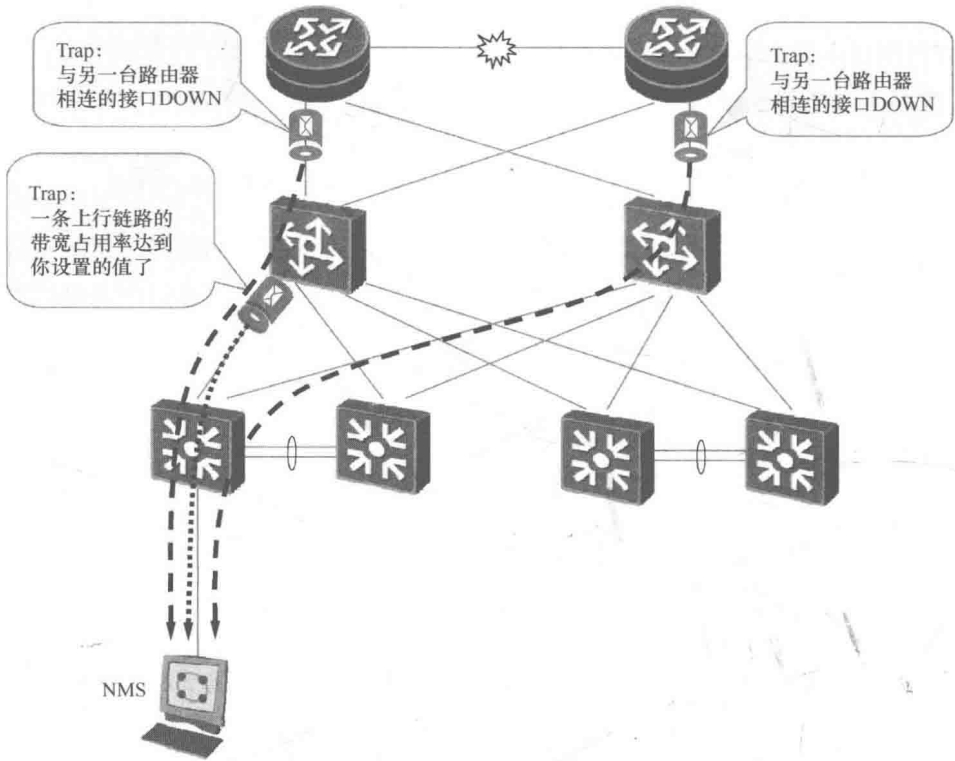 Trap:
与另一台路由器
相连的接口DOWN
Trap:
与另一台路由器
相连的接口DOWN
Trap:
一条上行链路的
带宽占用率达到
你设置的值了
NMS